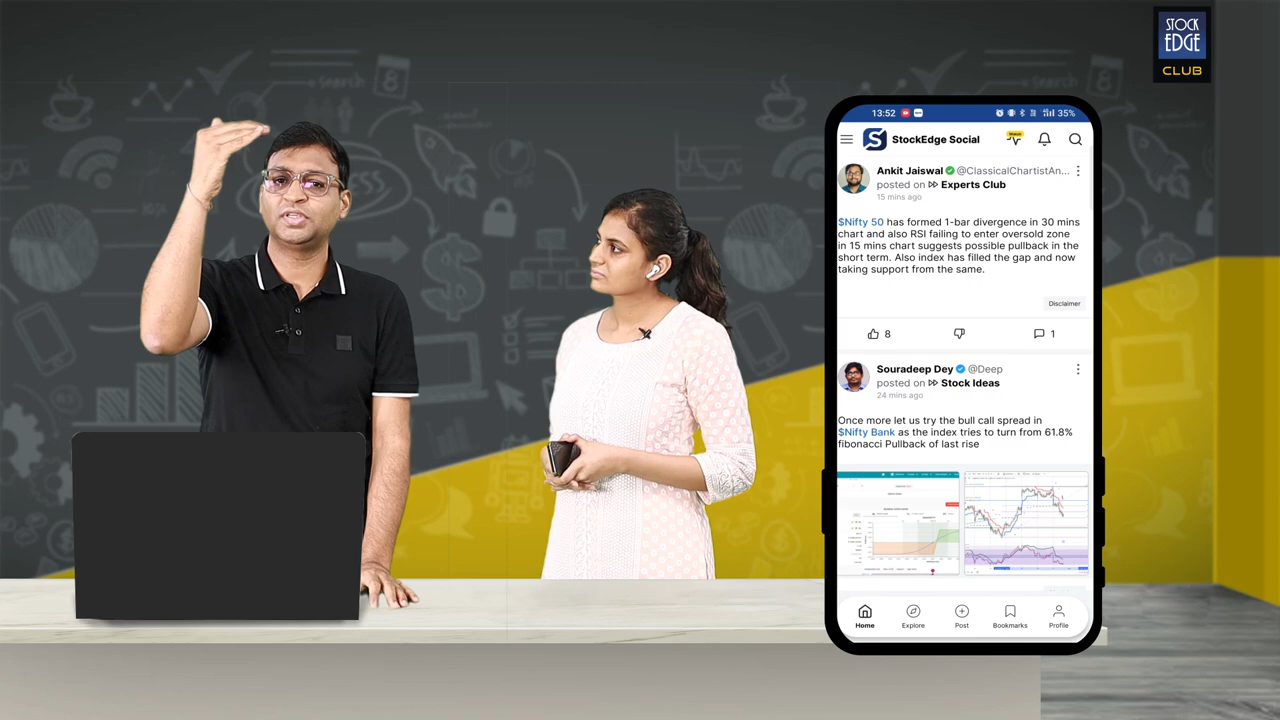 STOCK
EDGE
CLUB
search
8
search
8
13:52
35%
StockEdge Social
Ankit Jaiswal @ClassicalChartistAn...
posted on Experts Club
15 mins ago
$Nifty 50 has formed 1-bar divergence in 30 mins
chart and also RSI failing to enter oversold zone
in 15 mins chart suggests possible pullback in the
short term. Also index has filled the gap and now
taking support from the same.
Disclaimer
8
1
Souradeep Dey @Deep
posted on Stock Ideas
24 mins ago
Once more let us try the bull call spread in
$Nifty Bank as the index tries to turn from 61.8%
fibonacci Pullback of last rise
Home
Explore
Post
Bookmarks
Profile